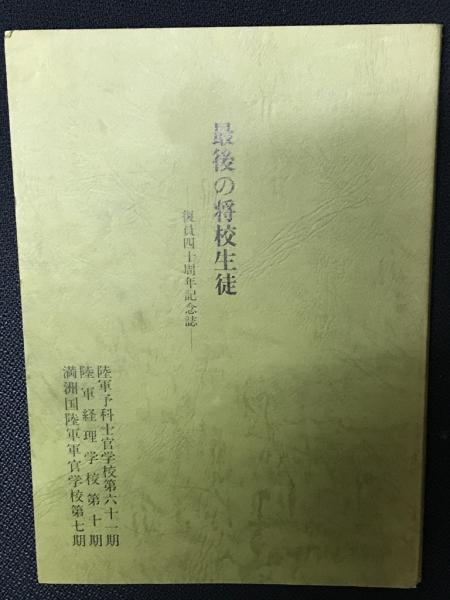 最後の将校生徒
―復員四十周年記念誌―
陸軍予科士官学校第六十一期
陸軍経理学校第十期
満洲国陸軍軍官学校第七期